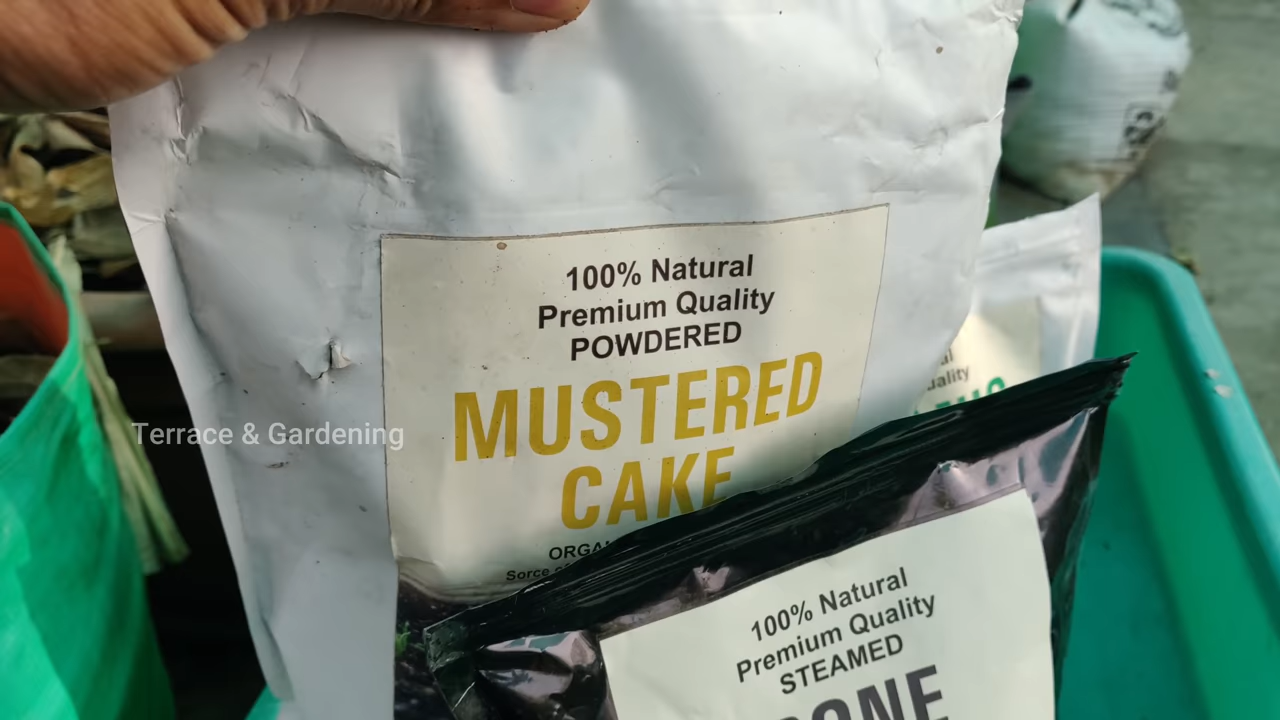 100% Natural
Premium Quality
POWDERED
MUSTERED
CAKE
Terrace & Gardening
100% Natural
Premium Quality
STEAMED